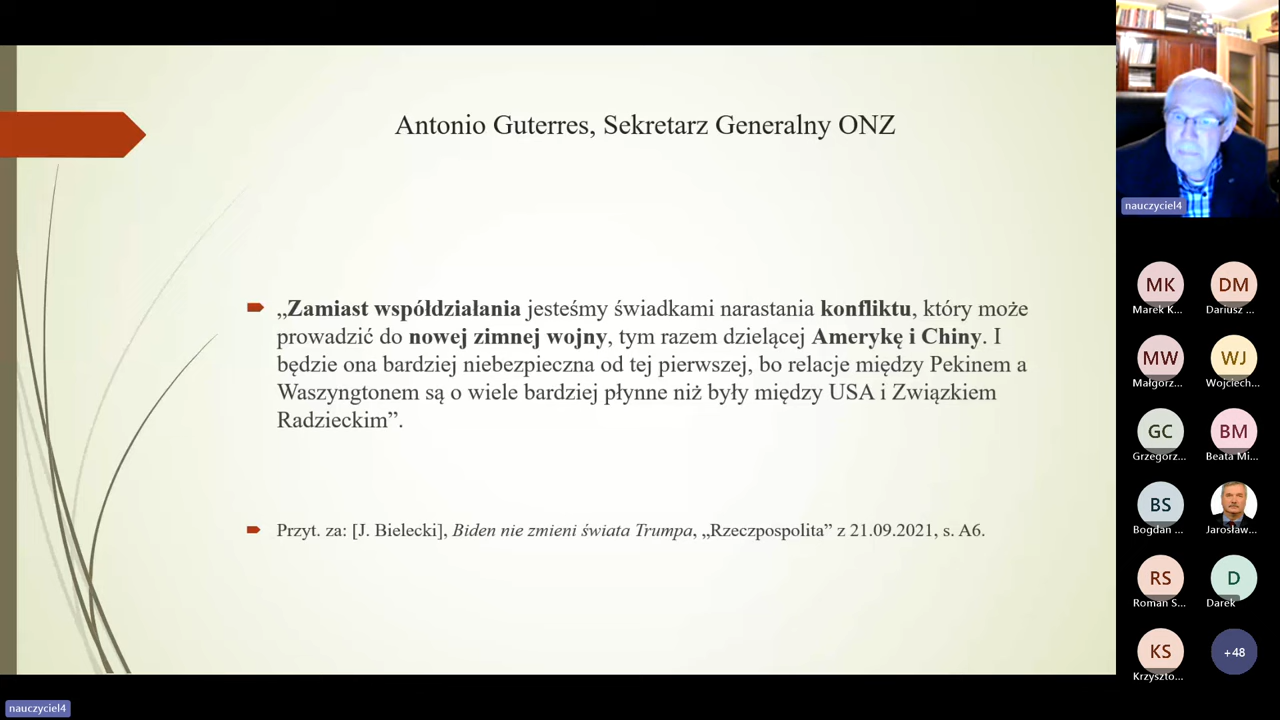 Antonio Guterres, Sekretarz Generalny ONZ
„Zamiast współdziałania jesteśmy świadkami narastania konfliktu, który może
prowadzić do nowej zimnej wojny, tym razem dzielącej Amerykę i Chiny. I
będzie ona bardziej niebezpieczna od tej pierwszej, bo relacje między Pekinem a
Waszyngtonem są o wiele bardziej płynne niż były między USA i Związkiem
Radzieckim”.
Przyt. za: [J. Bielecki], Biden nie zmieni świata Trumpa, „Rzeczpospolita” z 21.09.2021, s. A6.
nauczyciel4
MK
DM
Marek K...
Dariusz ...
MW
WJ
Małgorz...
Wojciech...
GC
BM
Grzegorz...
Beata Mi...
BS
Bogdan ...
Jarosław...
RS
D
Roman S...
Darek
KS
+48
Krzyszto...
nauczyciel4